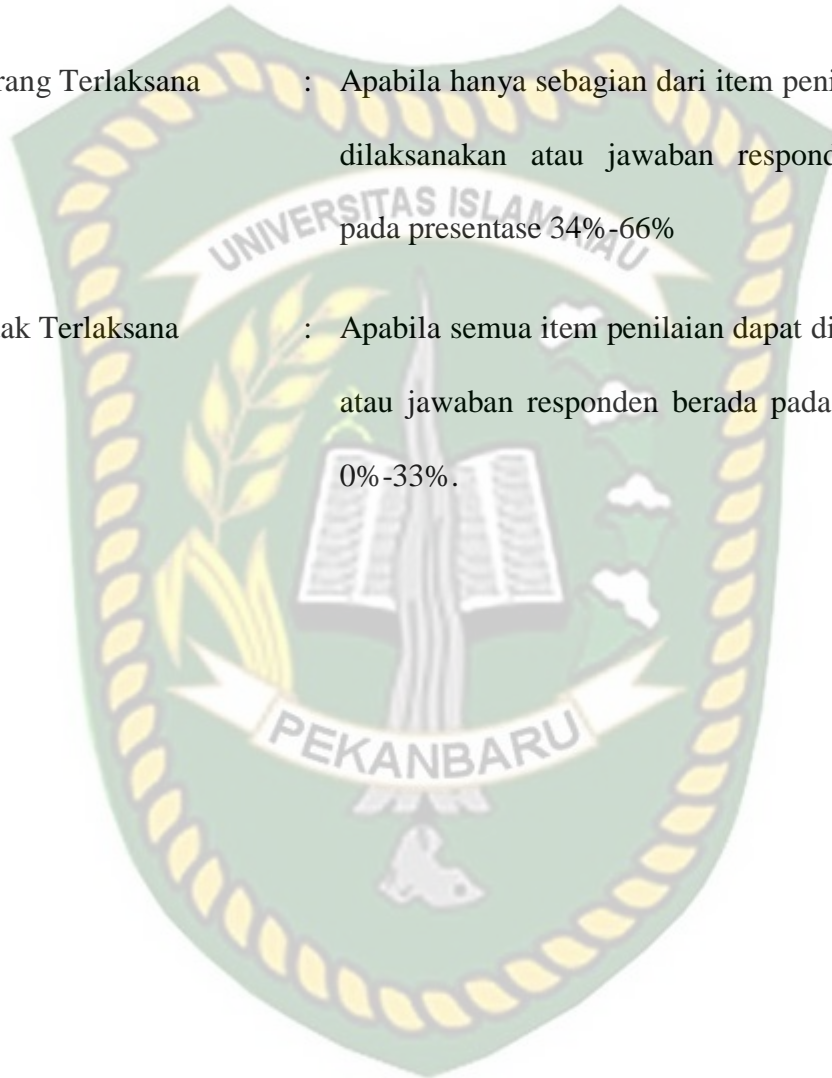 rang Terlaksana : Apabila hanya sebagian dari item peni
dilaksanakan atau jawaban respond
pada presentase 34%-66%
ak Terlaksana : Apabila semua item penilaian dapat di
atau jawaban responden berada pada
0%-33%.
UNIVERSITAS ISLAM RIAU
PEKANBARU